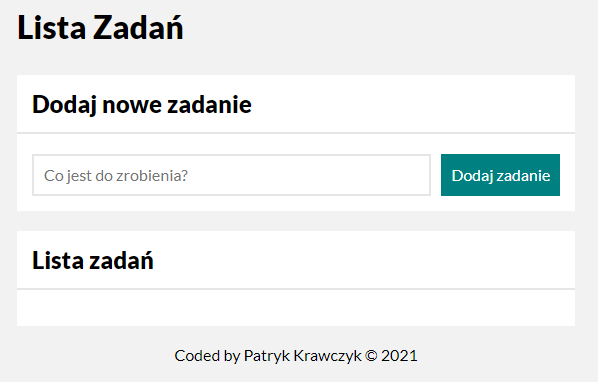 Lista Zadań
Dodaj nowe zadanie
Co jest do zrobienia?
Dodaj zadanie
Lista zadań
Coded by Patryk Krawczyk © 2021